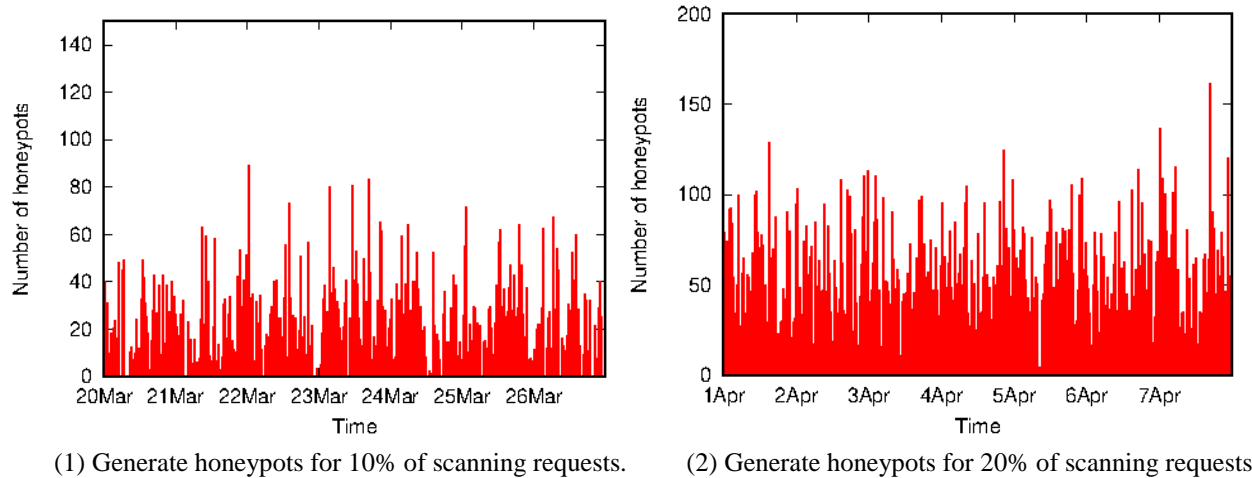 140
120
100
80
60
40
20
0
Number of honeypots
20Mar 21Mar 22Mar 23Mar 24Mar 25Mar 26Mar
Time
(1) Generate honeypots for 10% of scanning requests.
200
150
100
50
0
Number of honeypots
1Apr 2Apr 3Apr 4Apr 5Apr 6Apr 7Apr
Time
(2) Generate honeypots for 20% of scanning requests